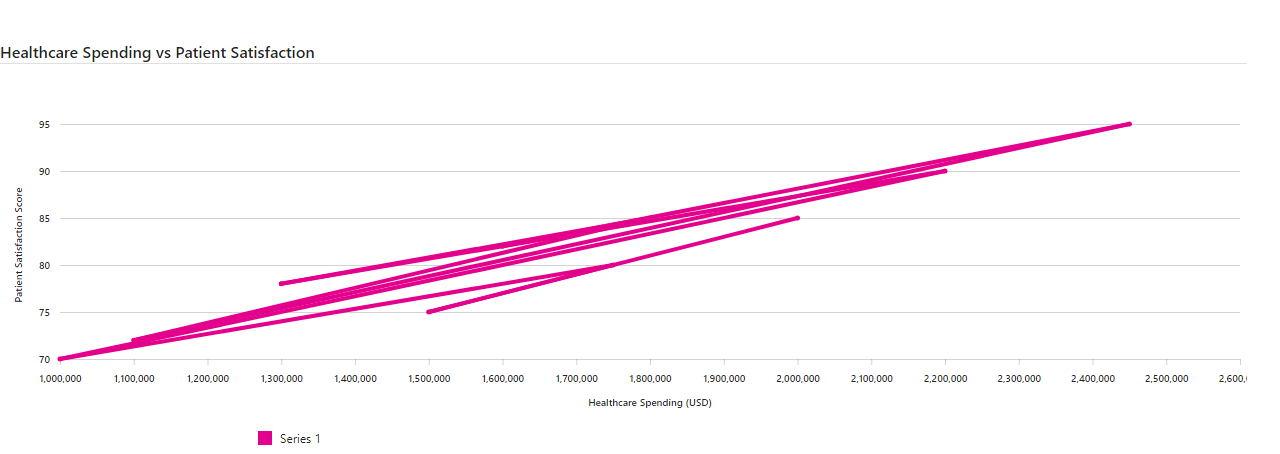 Healthcare Spending vs Patient Satisfaction
95
90
85
80
75
70
Patient Satisfaction Score
1,000,000 1,100,000 1,200,000 1,300,000 1,400,000 1,500,000 1,600,000 1,700,000 1,800,000 1,900,000 2,000,000 2,100,000 2,200,000 2,300,000 2,400,000 2,500,000 2,600,
Healthcare Spending (USD)
Series 1